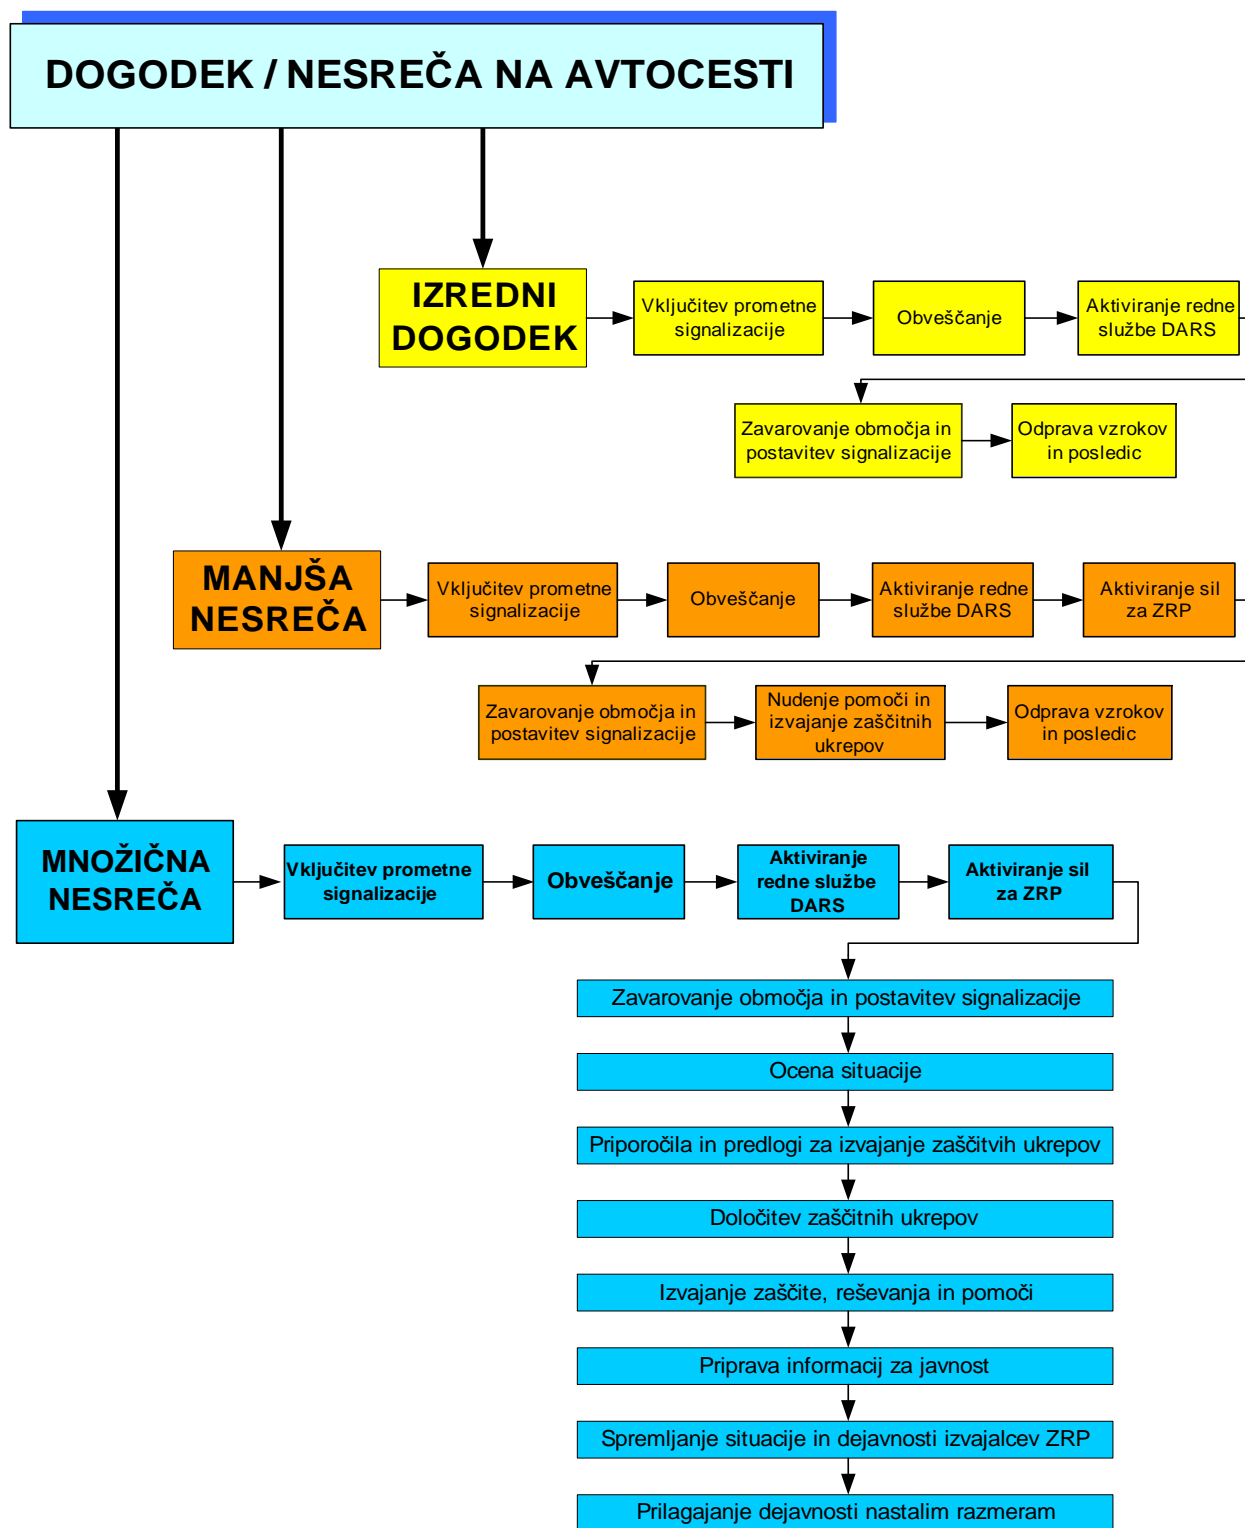 DOGODEK / NESREČA NA AVTOCESTI
IZREDNI
DOGODEK
Vključitev prometne
signalizacije
Obveščanje
Aktiviranje redne
službe DARS
Zavarovanje območja in
postavitev signalizacije
Odprava vzrokov
in posledic
MANJŠA
NESREČA
Vključitev prometne
signalizacije
Obveščanje
Aktiviranje redne
službe DARS
Aktiviranje sil
za ZRP
Zavarovanje območja in
postavitev signalizacije
Nudenje pomoči in
izvajanje zaščitnih
ukrepov
Odprava vzrokov
in posledic
MNOŽIČNA
NESREČA
Vključitev prometne
signalizacije
Obveščanje
Aktiviranje
redne službe
DARS
Aktiviranje sil
za ZRP
Zavarovanje območja in postavitev signalizacije
Ocena situacije
Priporočila in predlogi za izvajanje zaščitvih ukrepov
Določitev zaščitnih ukrepov
Izvajanje zaščite, reševanja in pomoči
Priprava informacij za javnost
Spremljanje situacije in dejavnosti izvajalcev ZRP
Prilagajanje dejavnosti nastalim razmeram